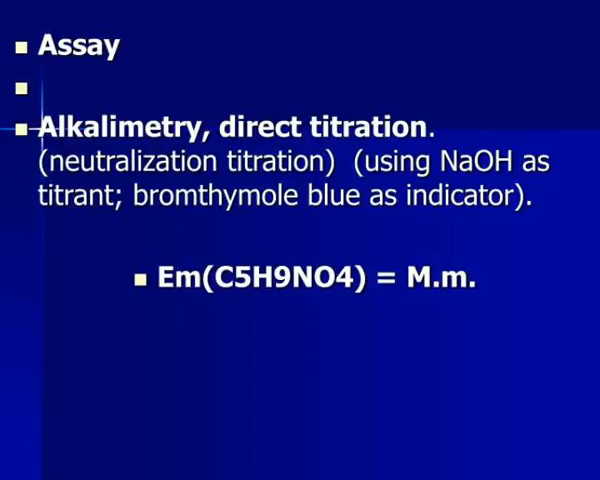 Assay
Alkalimetry, direct titration.
(neutralization titration) (using NaOH as
titrant; bromthymole blue as indicator).
Em(C5H9NO4) = M.m.